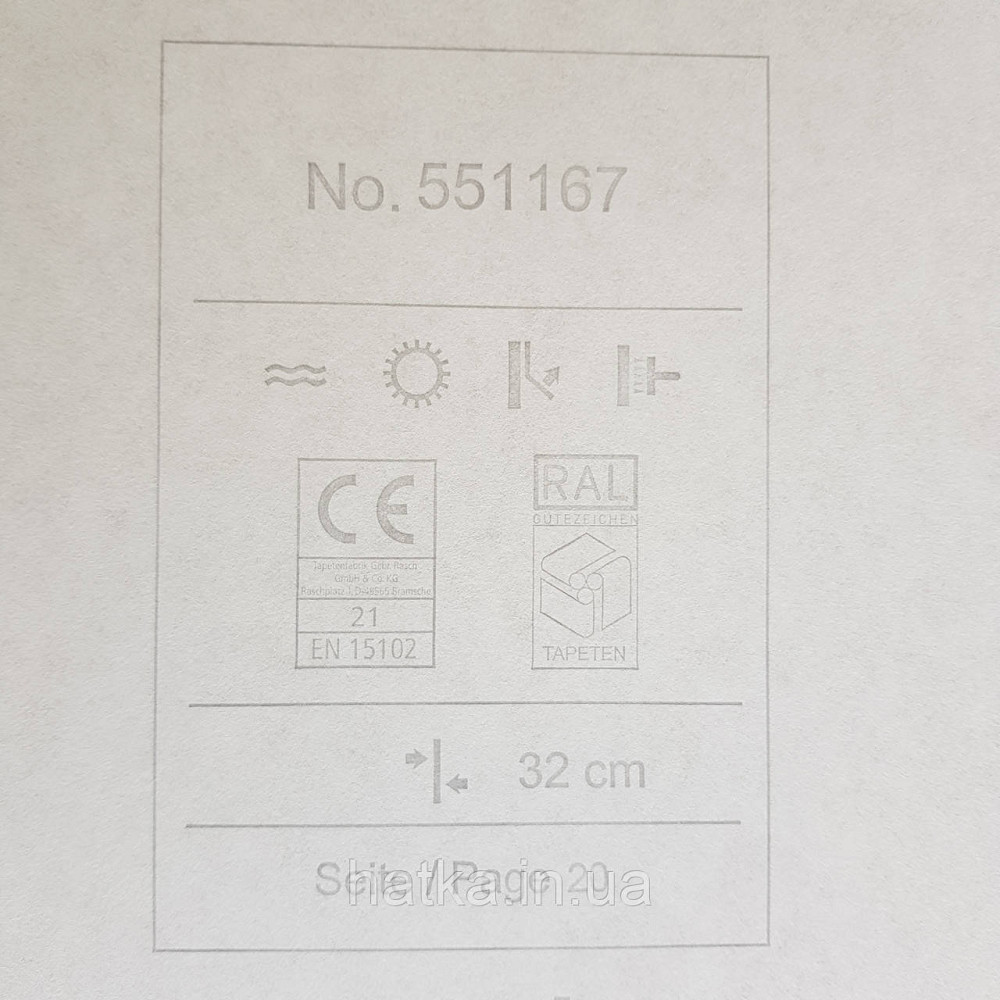 No. 551167
CE
Tapetenfabrik Gebr. Rasch
GmbH & Co. KG
Raschplatz 1, D-49565 Bramsche
21
EN 15102
RAL
GÜTEZEICHEN
TAPETEN
32 cm
Seite / Page 20
hatka.in.ua